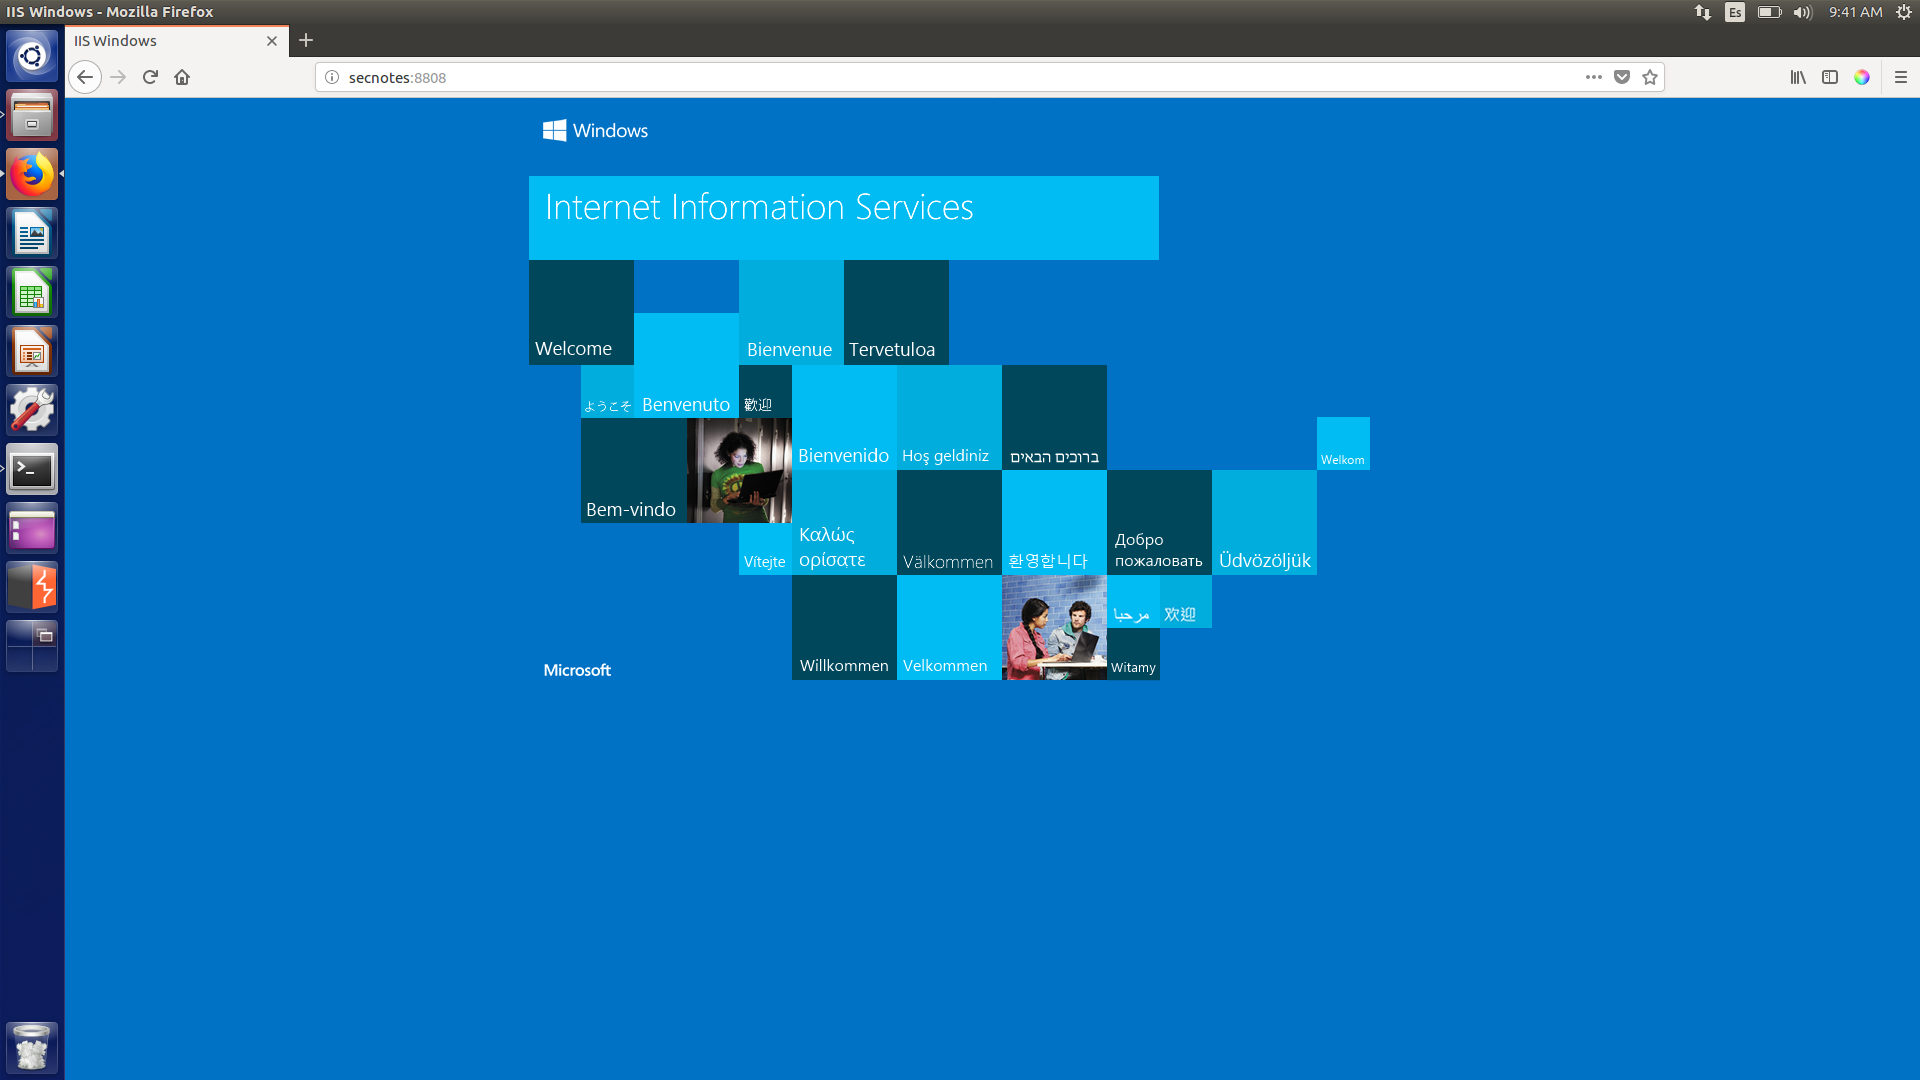 IIS Windows - Mozilla Firefox
Es
9:41 AM
IIS Windows
secnotes:8808
Windows
Internet Information Services
Welcome
Bienvenue
Tervetuloa
ようこそ
Benvenuto
歡迎
Bienvenido
Hoş geldiniz
ברוכים הבאים
Welkom
Bem-vindo
Vítejte
Καλώς
ορίσατε
Välkommen
환영합니다
Добро
пожаловать
Üdvözöljük
مرحبا
欢迎
Willkommen
Velkommen
Witamy
Microsoft